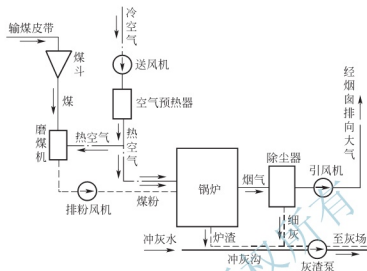 输煤皮带
冷空气
煤斗
送风机
煤
空气预热器
磨煤机
热空气
热空气
经烟囱排向大气
排粉风机
煤粉
锅炉
烟气
除尘器
引风机
细灰
炉渣
冲灰水
冲灰沟
至灰场
灰渣泵
权所有